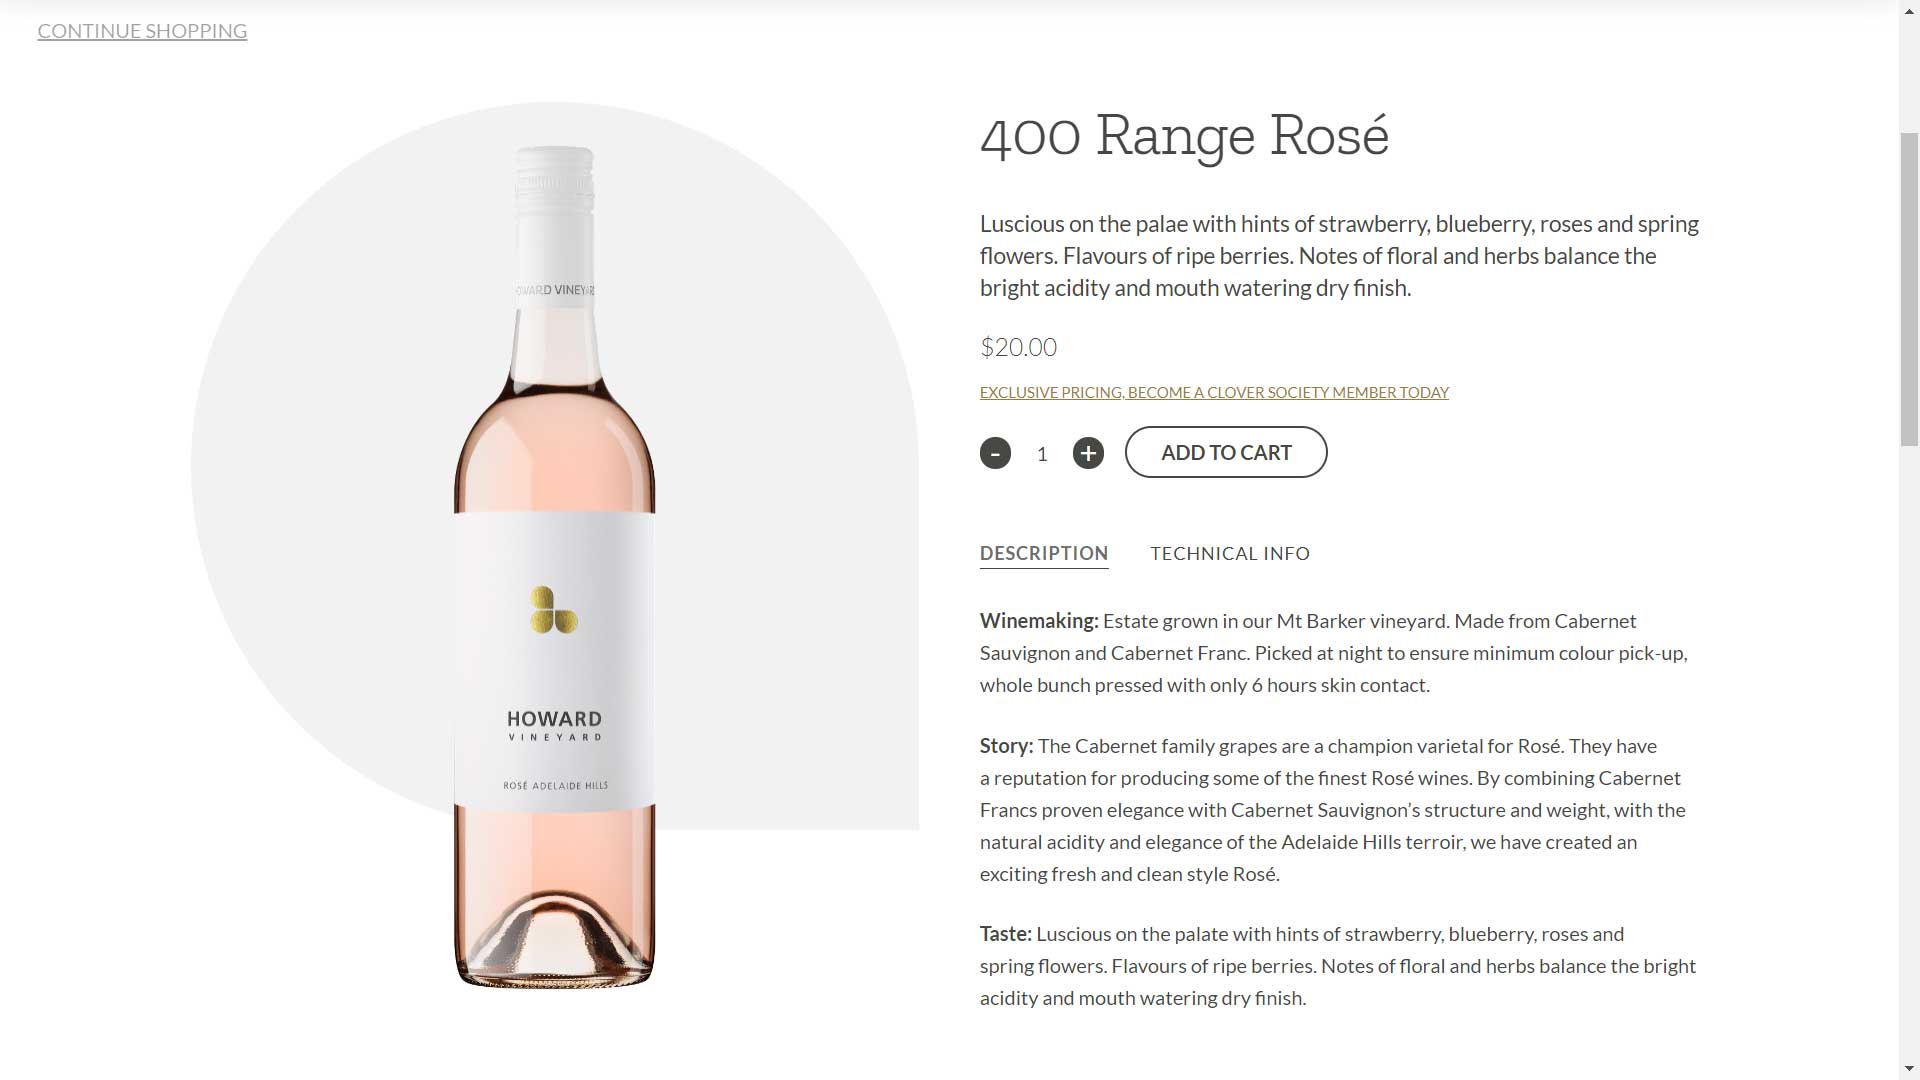 CONTINUE SHOPPING
400 Range Rosé
Luscious on the palae with hints of strawberry, blueberry, roses and spring
flowers. Flavours of ripe berries. Notes of floral and herbs balance the
bright acidity and mouth watering dry finish.
$20.00
EXCLUSIVE PRICING, BECOME A CLOVER SOCIETY MEMBER TODAY
- 1 + ADD TO CART
DESCRIPTION TECHNICAL INFO
Winemaking: Estate grown in our Mt Barker vineyard. Made from Cabernet
Sauvignon and Cabernet Franc. Picked at night to ensure minimum colour pick-up,
whole bunch pressed with only 6 hours skin contact.
Story: The Cabernet family grapes are a champion varietal for Rosé. They have
a reputation for producing some of the finest Rosé wines. By combining Cabernet
Francs proven elegance with Cabernet Sauvignon’s structure and weight, with the
natural acidity and elegance of the Adelaide Hills terroir, we have created an
exciting fresh and clean style Rosé.
Taste: Luscious on the palate with hints of strawberry, blueberry, roses and
spring flowers. Flavours of ripe berries. Notes of floral and herbs balance the bright
acidity and mouth watering dry finish.
OWARD VINEYAR
HOWARD
VINEYARD
ROSÉ ADELAIDE HILLS